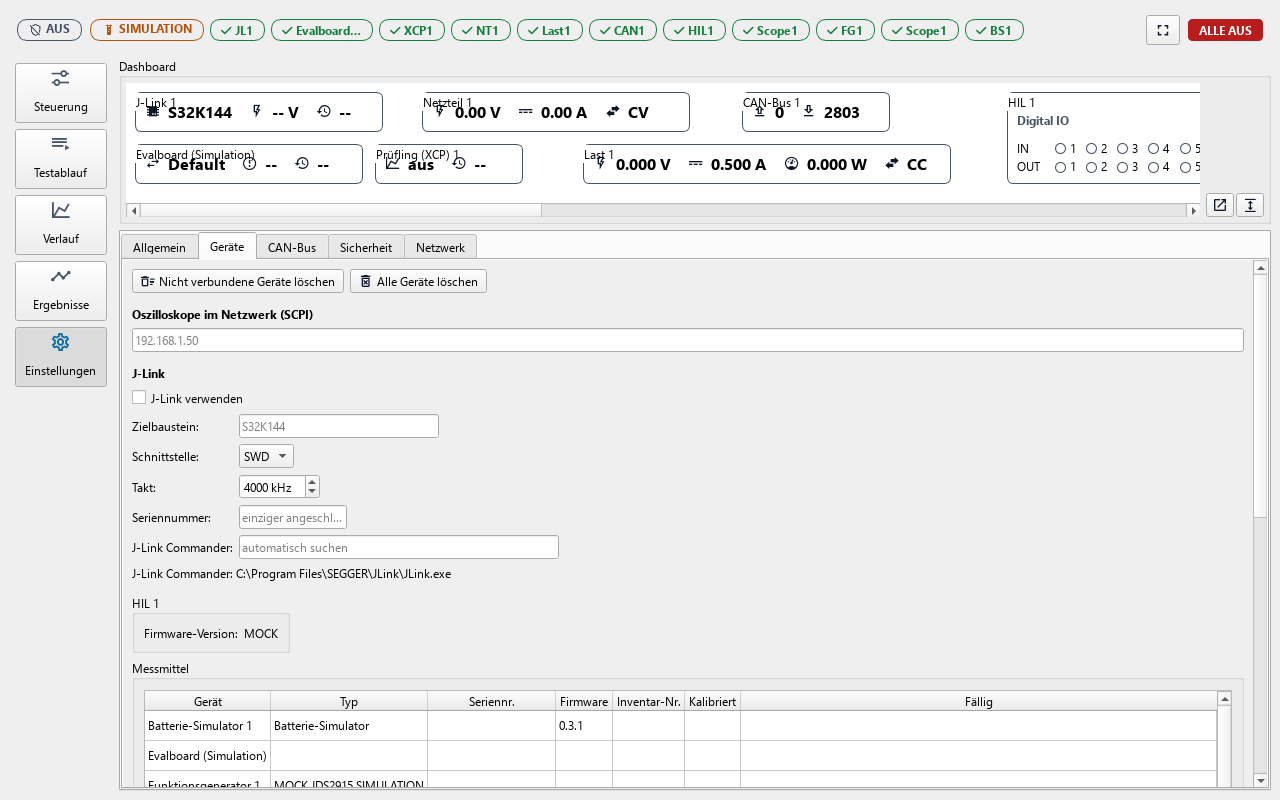 AUS SIMULATION JL1 Evalboard... XCP1 NT1 Last1 CAN1 HIL1 Scope1 FG1 Scope1 BS1 ALLE AUS
Dashboard
Steuerung
Testablauf
Verlauf
Ergebnisse
Einstellungen
J-Link 1
S32K144 -- V --
Netzteil 1
0.00 V 0.00 A CV
CAN-Bus 1
0 2803
HIL 1
Digital IO
IN 1 2 3 4 5
OUT 1 2 3 4 5
Evalboard (Simulation)
Default -- --
Prüfling (XCP) 1
aus --
Last 1
0.000 V 0.500 A 0.000 W CC
Allgemein Geräte CAN-Bus Sicherheit Netzwerk
Nicht verbundene Geräte löschen Alle Geräte löschen
Oszilloskope im Netzwerk (SCPI)
192.168.1.50
J-Link
J-Link verwenden
Zielbaustein: S32K144
Schnittstelle: SWD
Takt: 4000 kHz
Seriennummer: einziger angeschl...
J-Link Commander: automatisch suchen
J-Link Commander: C:\Program Files\SEGGER\JLink\JLink.exe
HIL 1
Firmware-Version: MOCK
Messmittel
Gerät Typ Seriennr. Firmware Inventar-Nr. Kalibriert Fällig
Batterie-Simulator 1 Batterie-Simulator 0.3.1
Evalboard (Simulation)
Funktionsgenerator 1 MOCK JDS2915 SIMULATION